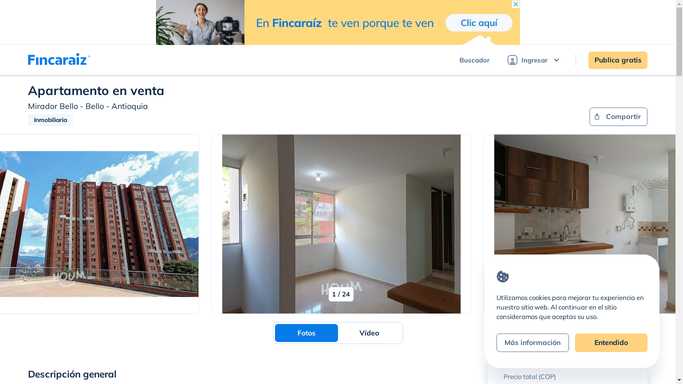 En Fincaraíz te ven porque te ven
Clic aquí
Fincaraíz
Buscador
Ingresar
Publica gratis
Apartamento en venta
Mirador Bello - Bello - Antioquia
Inmobiliaria
Compartir
HOUM
HOUM
1 / 24
Fotos
Vídeo
Utilizamos cookies para mejorar tu experiencia en
nuestro sitio web. Al continuar en el sitio
consideramos que aceptas su uso.
Más información
Entendido
Descripción general
Precio total (COP)